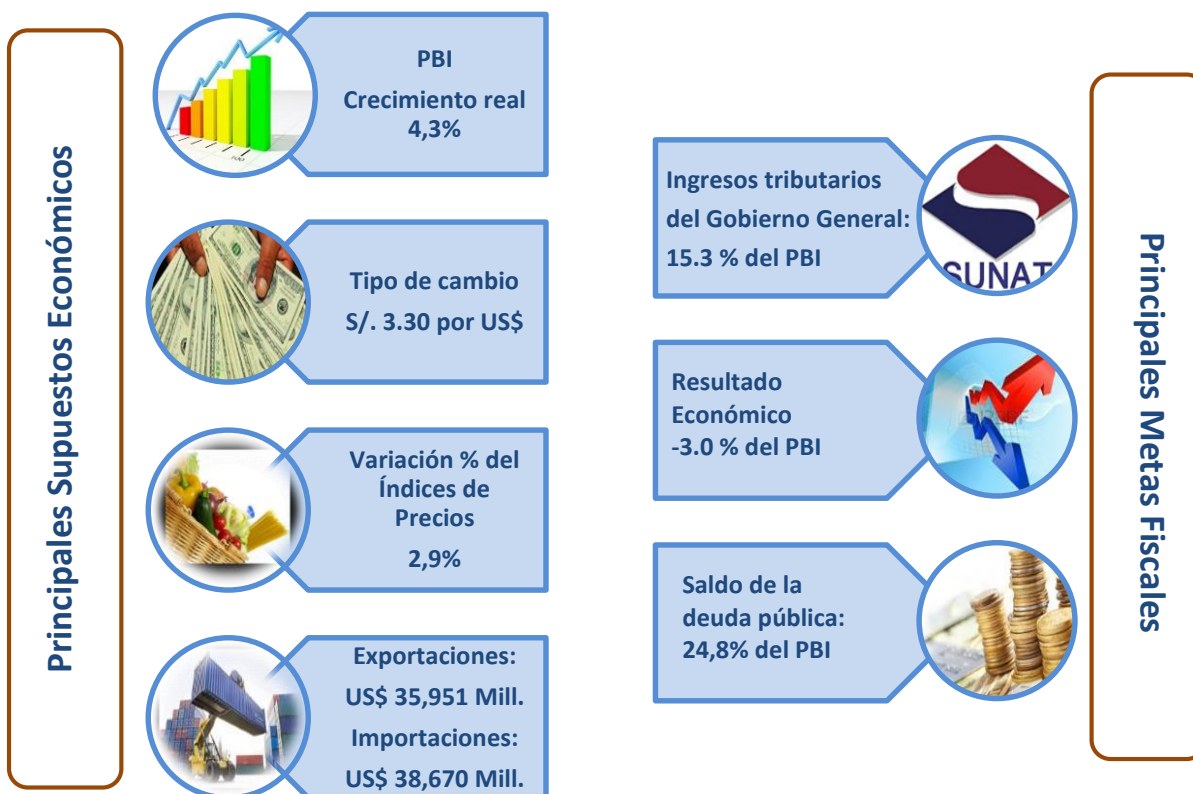 Principales Supuestos Económicos
PBI
Crecimiento real
4,3%
Tipo de cambio
S/. 3.30 por US$
Variación % del
Índices de
Precios
2,9%
Exportaciones:
US$ 35,951 Mill.
Importaciones:
US$ 38,670 Mill.
Ingresos tributarios
del Gobierno General:
15.3 % del PBI
SUNAT
Resultado
Económico
-3.0 % del PBI
Saldo de la
deuda pública:
24,8% del PBI
Principales Metas Fiscales